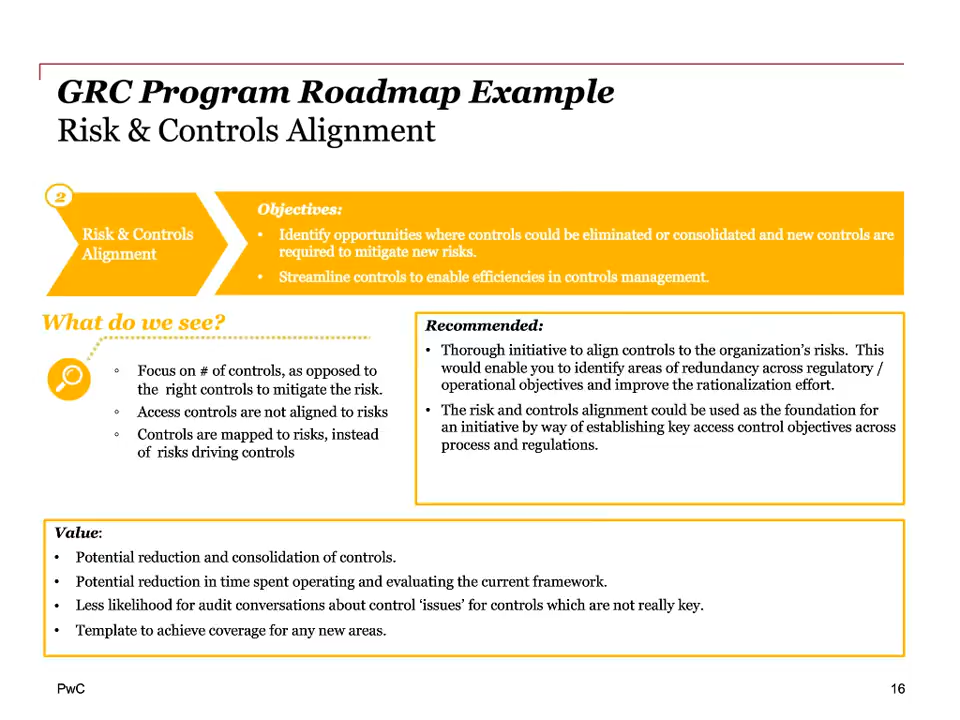 GRC Program Roadmap Example
Risk & Controls Alignment
2
Risk & Controls
Alignment
Objectives:
• Identify opportunities where controls could be eliminated or consolidated and new controls are
required to mitigate new risks.
• Streamline controls to enable efficiencies in controls management.
What do we see?
◦ Focus on # of controls, as opposed to
the right controls to mitigate the risk.
◦ Access controls are not aligned to risks
◦ Controls are mapped to risks, instead
of risks driving controls
Recommended:
• Thorough initiative to align controls to the organization’s risks. This
would enable you to identify areas of redundancy across regulatory /
operational objectives and improve the rationalization effort.
• The risk and controls alignment could be used as the foundation for
an initiative by way of establishing key access control objectives across
process and regulations.
Value:
• Potential reduction and consolidation of controls.
• Potential reduction in time spent operating and evaluating the current framework.
• Less likelihood for audit conversations about control ‘issues’ for controls which are not really key.
• Template to achieve coverage for any new areas.
PwC
16